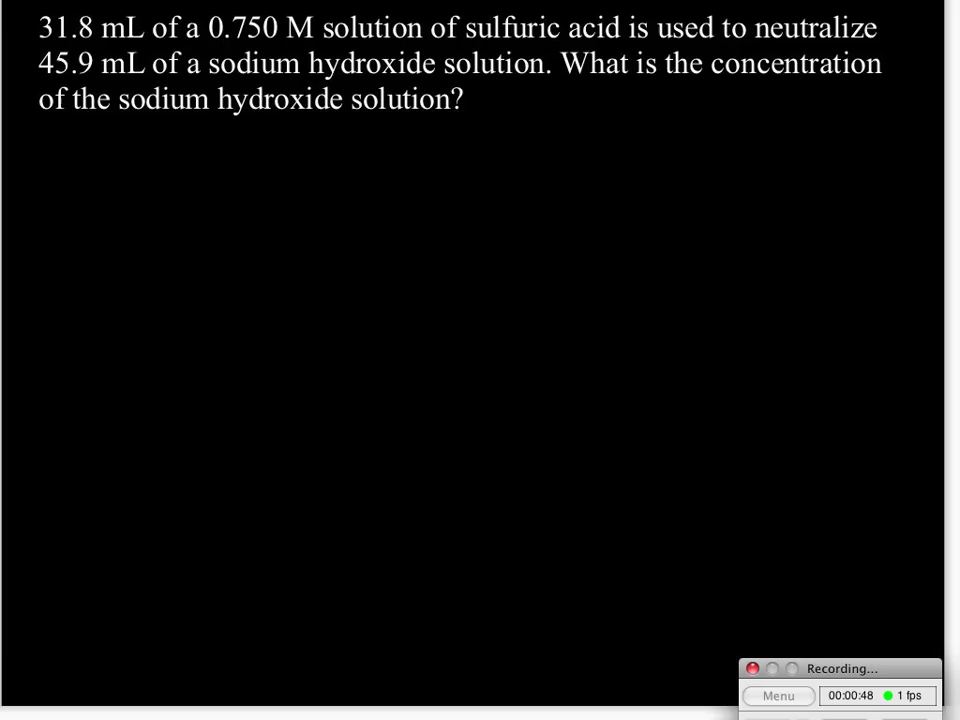 31.8 mL of a 0.750 M solution of sulfuric acid is used to neutralize
45.9 mL of a sodium hydroxide solution. What is the concentration
of the sodium hydroxide solution?
Recording...
Menu
00:00:48
1 fps